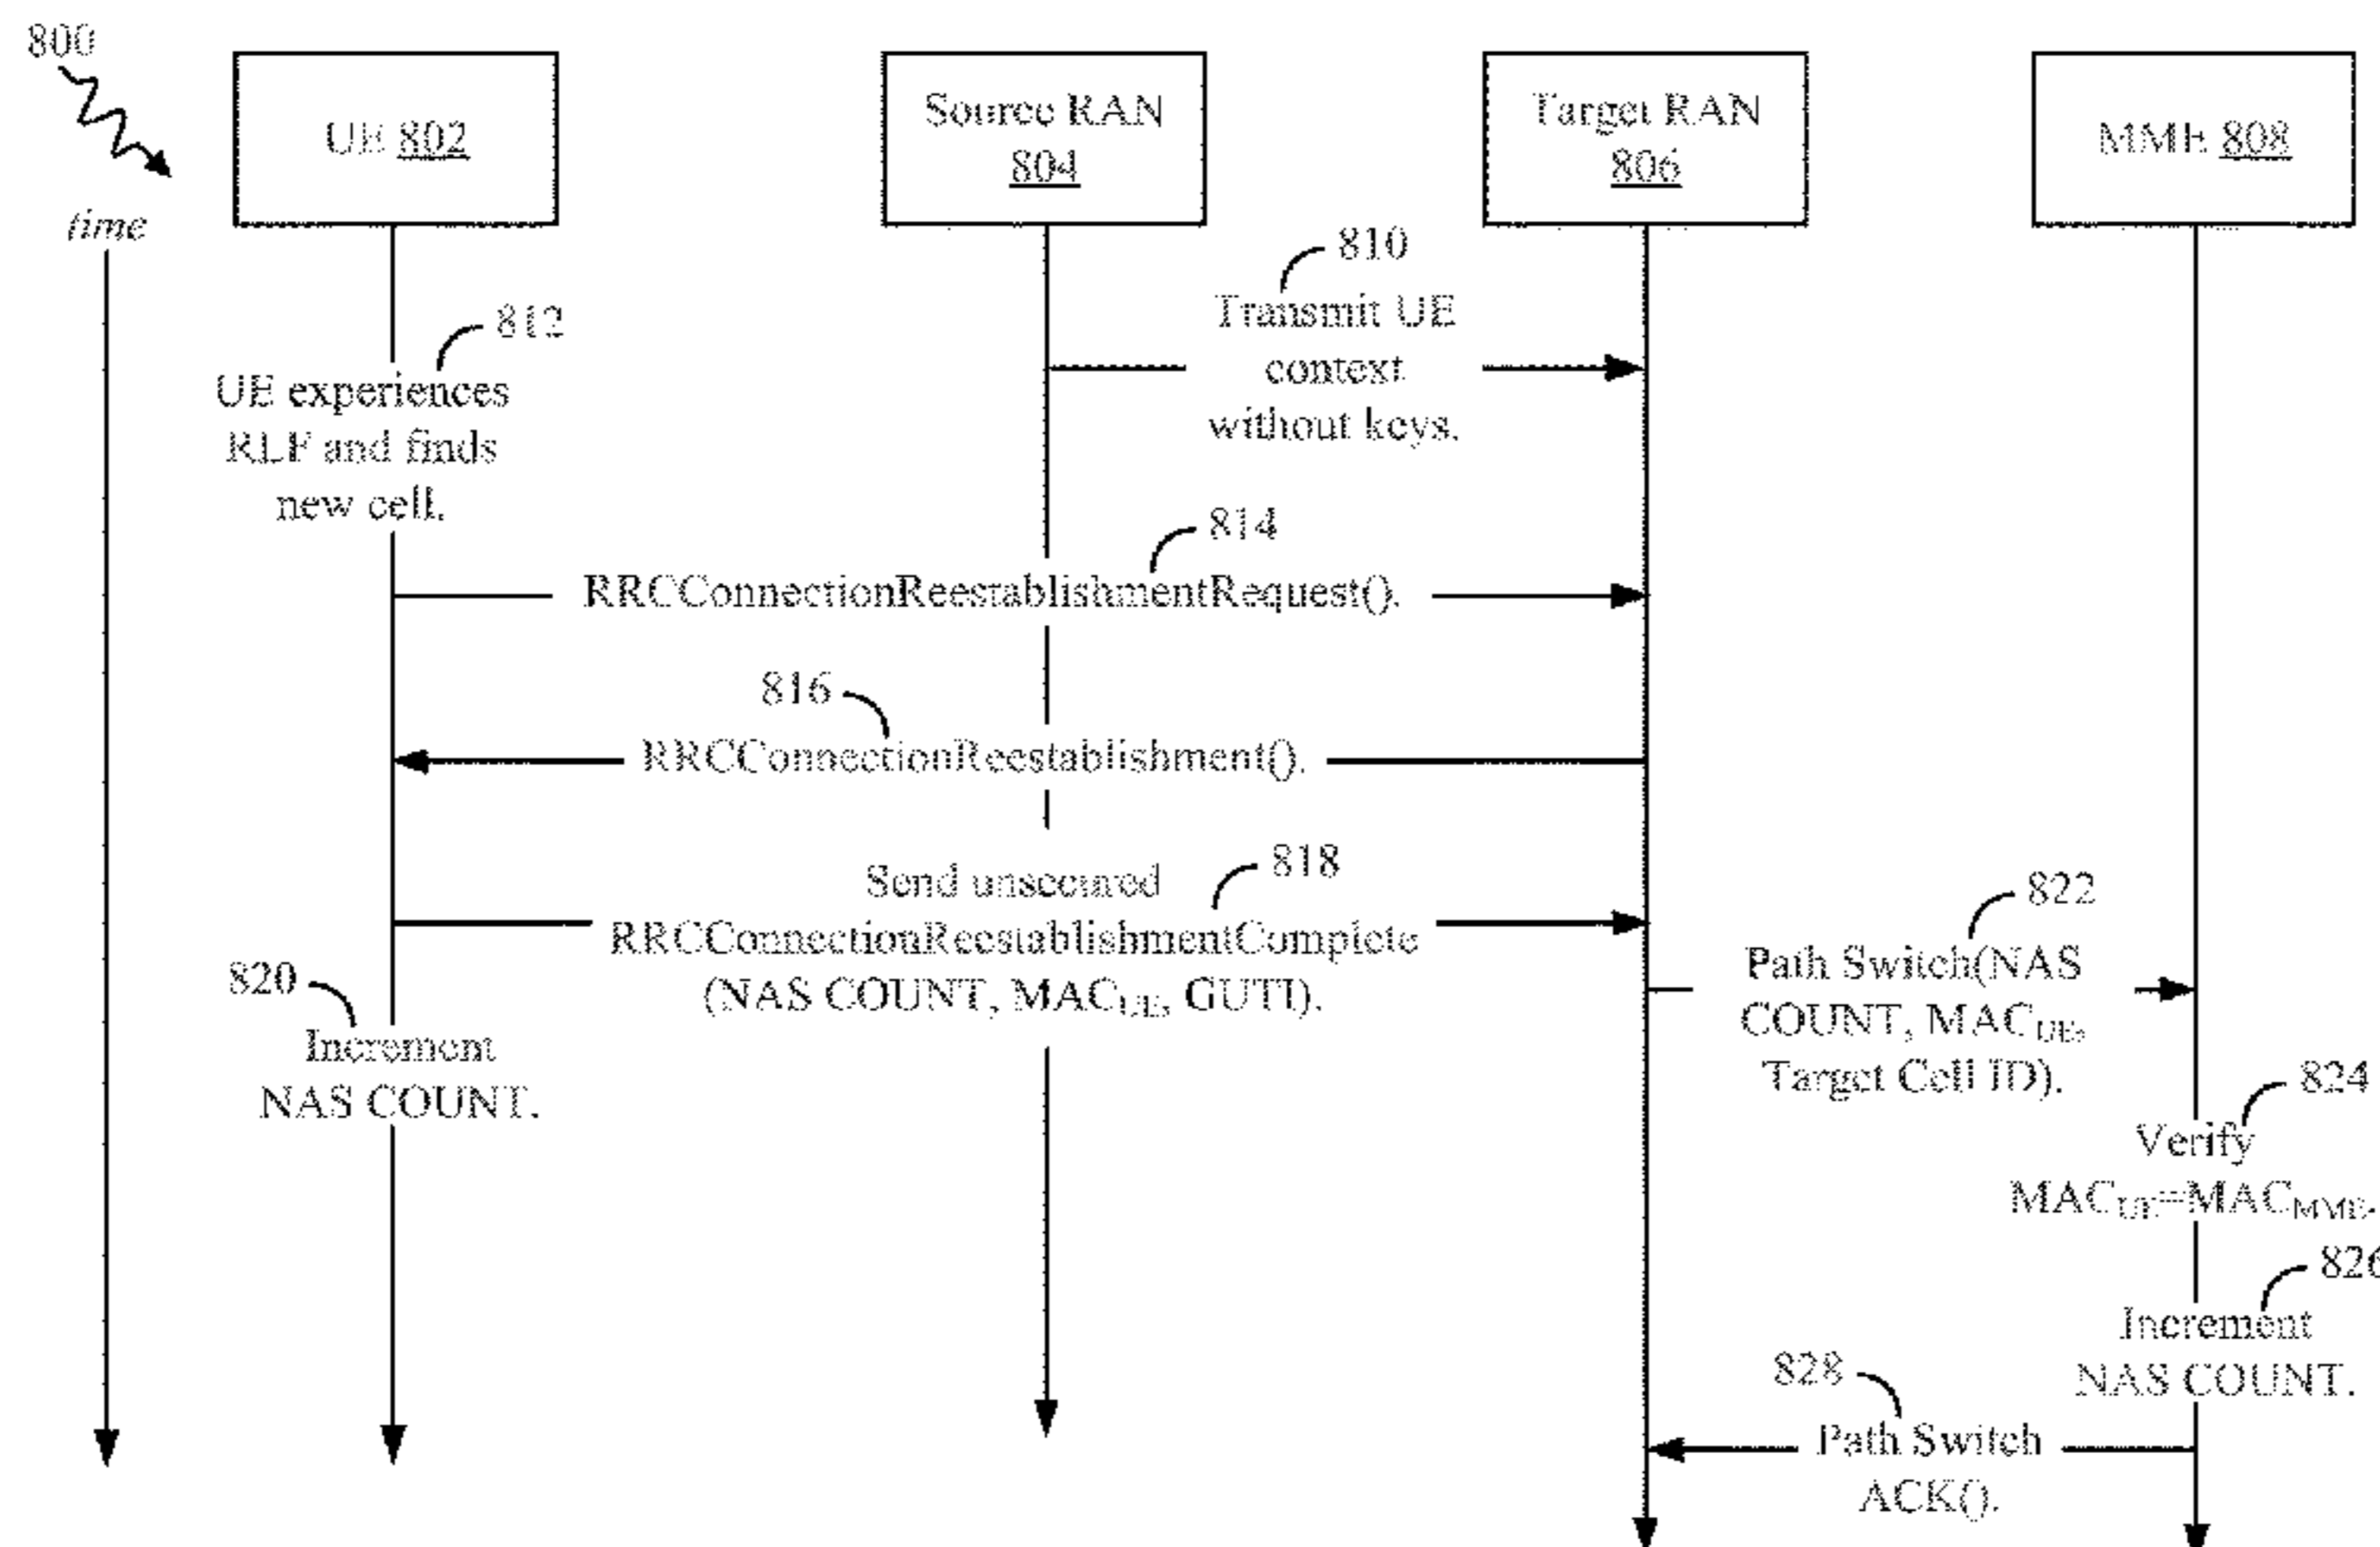 800
time
UE 802
Source RAN
804
Target RAN
806
MME 808
810
Transmit UE
context
without keys.
812
UE experiences
RLF and finds
new cell.
814
RRCConnectionReestablishmentRequest().
816
RRCConnectionReestablishment().
818
Send unsecured
RRCConnectionReestablishmentComplete
(NAS COUNT, MACUE, GUTI).
820
Increment
NAS COUNT.
822
Path Switch(NAS
COUNT, MACUE,
Target Cell ID).
824
Verify
MACUE=MACMME.
826
Increment
NAS COUNT.
828
Path Switch
ACK().